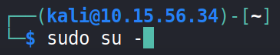 ┌──(kali@10.15.56.34)-[~]
└─$ sudo su -